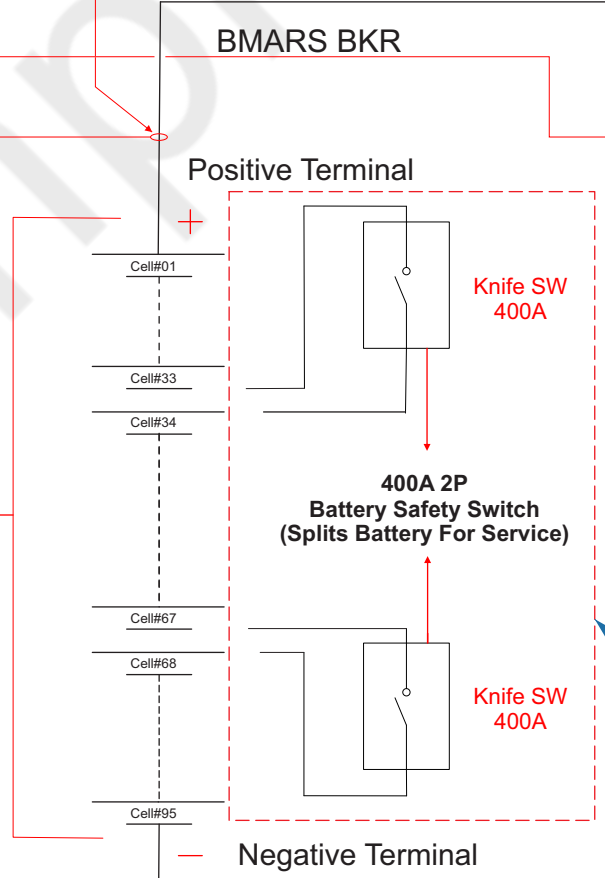 BMARS BKR
Positive Terminal
+
Cell#01
Knife SW
400A
Cell#33
Cell#34
400A 2P
Battery Safety Switch
(Splits Battery For Service)
Cell#67
Cell#68
Knife SW
400A
Cell#95
— Negative Terminal